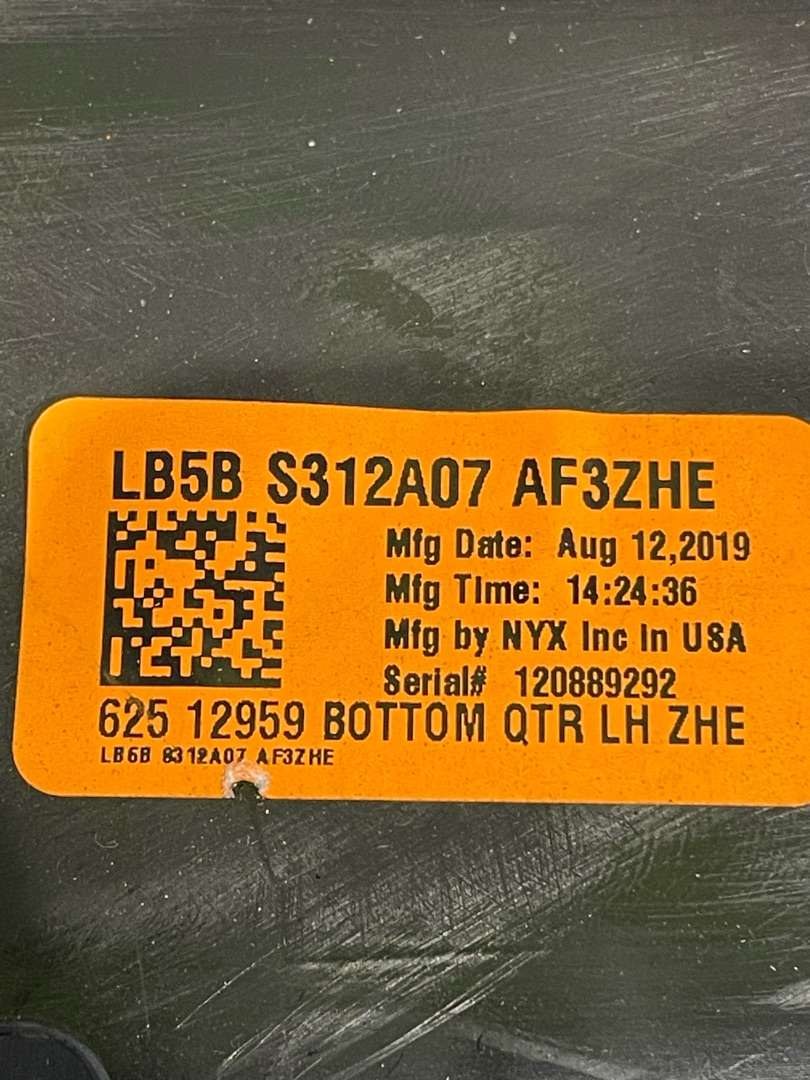 LB5B S312A07 AF3ZHE
Mfg Date: Aug 12,2019
Mfg Time: 14:24:36
Mfg by NYX Inc in USA
Serial# 120889292
625 12959 BOTTOM QTR LH ZHE
LB5B S312A07 AF3ZHE